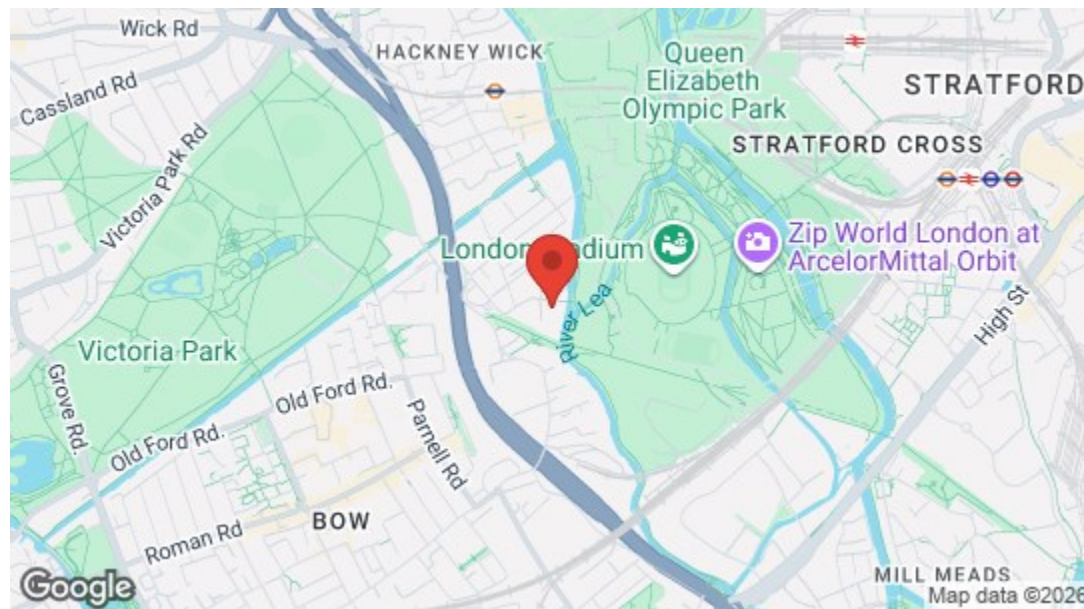 Wick Rd
HACKNEY WICK
Queen
Elizabeth
Olympic Park
STRATFORD
Cassland Rd
STRATFORD CROSS
Victoria Park Rd
London
adium
Zip World London at
ArcelorMittal Orbit
River Lea
High St
Victoria Park
Grove Rd.
Old Ford Rd.
Old Ford Rd.
Parnell Rd
BOW
Roman Rd
MILL MEADS
Google
Map data ©2026